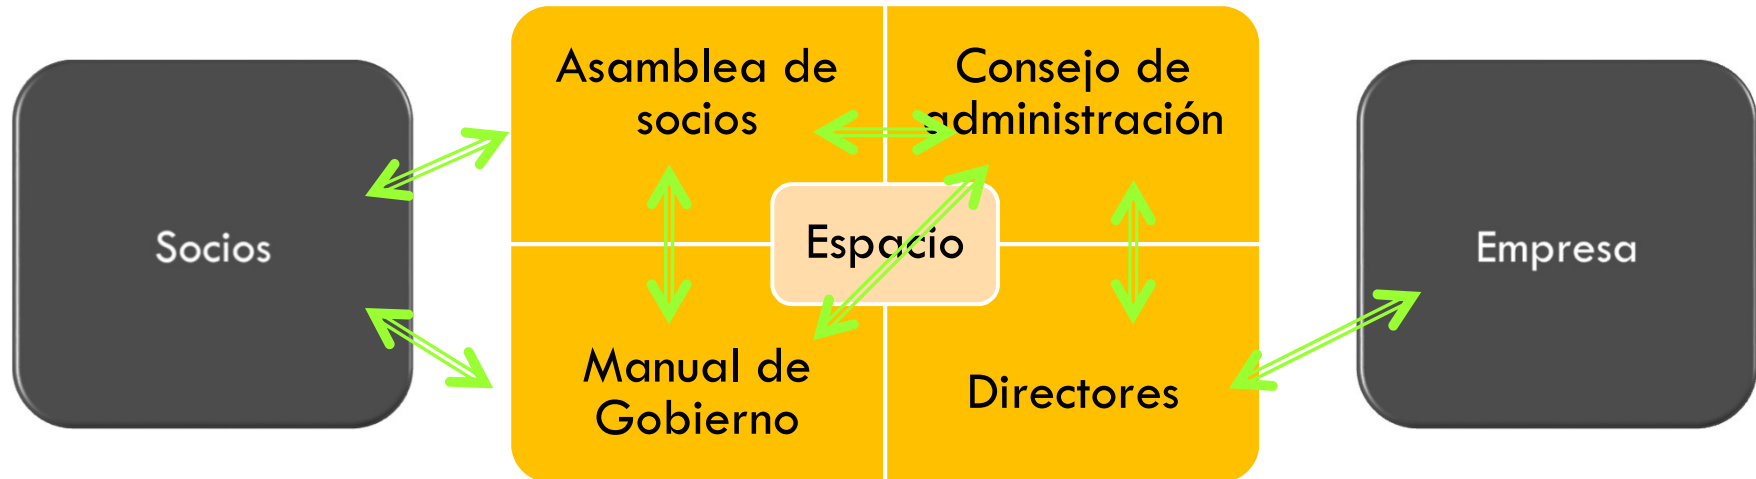 Socios
Asamblea de
socios
Consejo de
administración
Espacio
Manual de
Gobierno
Directores
Empresa